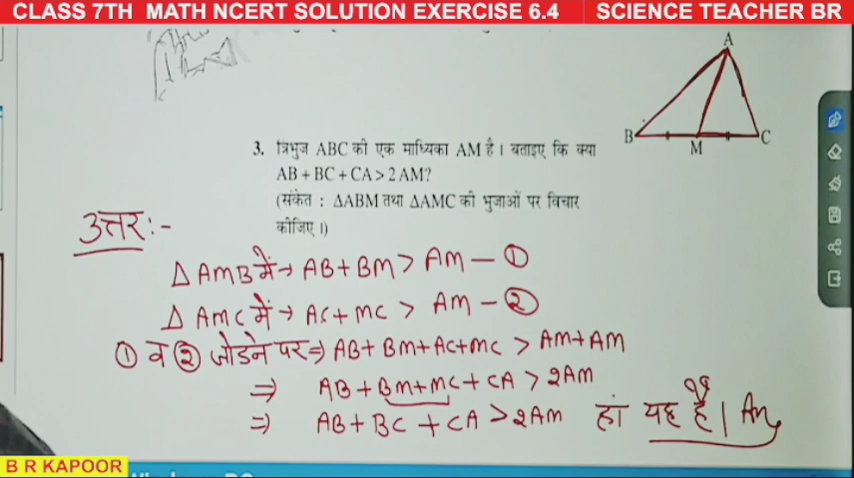 CLASS 7TH MATH NCERT SOLUTION EXERCISE 6.4 SCIENCE TEACHER BR
A
B
M
C
3. त्रिभुज ABC की एक माध्यिका AM है। बताइए कि क्या
AB + BC + CA > 2 AM?
(संकेत : ΔABM तथा ΔAMC की भुजाओं पर विचार
कीजिए।)
उत्तर:-
Δ AMB में → AB + BM > AM — ①
Δ AMC में → AC + MC > AM — ②
① व ② जोडने पर ⇒ AB + BM + AC + MC > AM + AM
⇒ AB + BM + MC + CA > 2AM
⇒ AB + BC + CA > 2AM हां यह है। Ans
B R KAPOOR